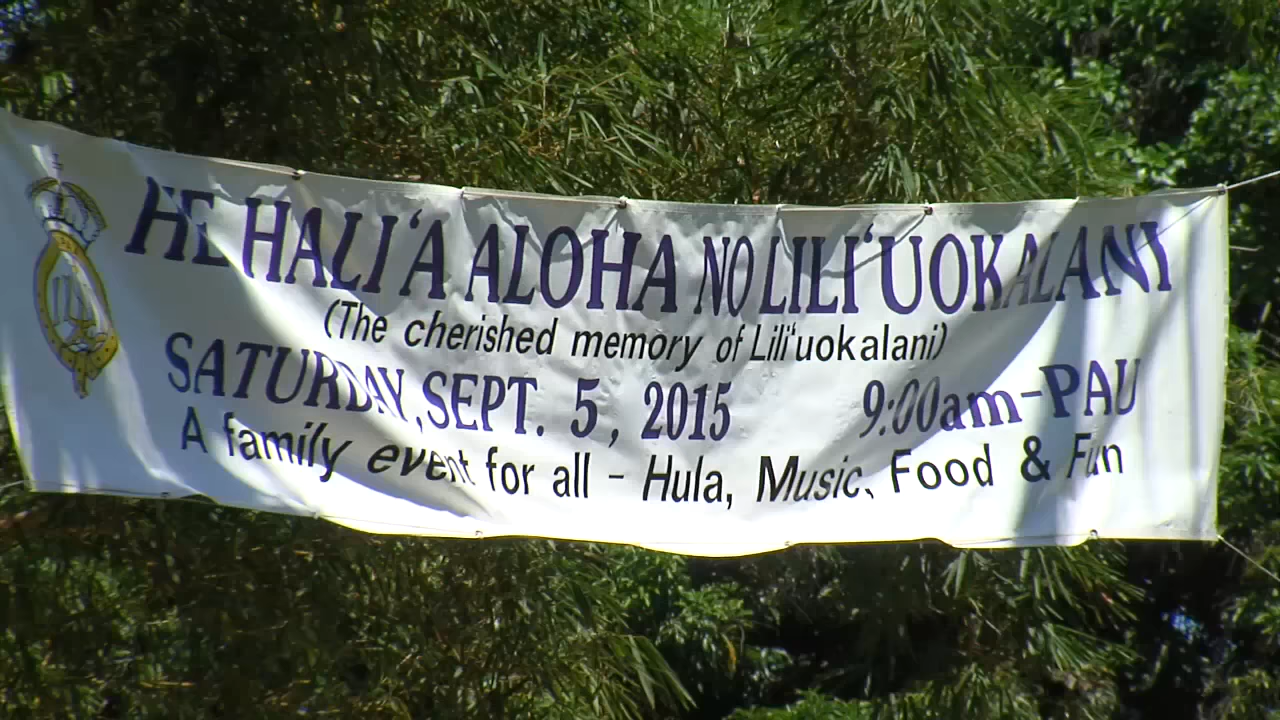 HE HALI‘A ALOHA NO LILI‘UOKALANI
(The cherished memory of Lili‘uokalani)
SATURDAY, SEPT. 5, 2015 9:00am-PAU
A family event for all - Hula, Music, Food & Fun